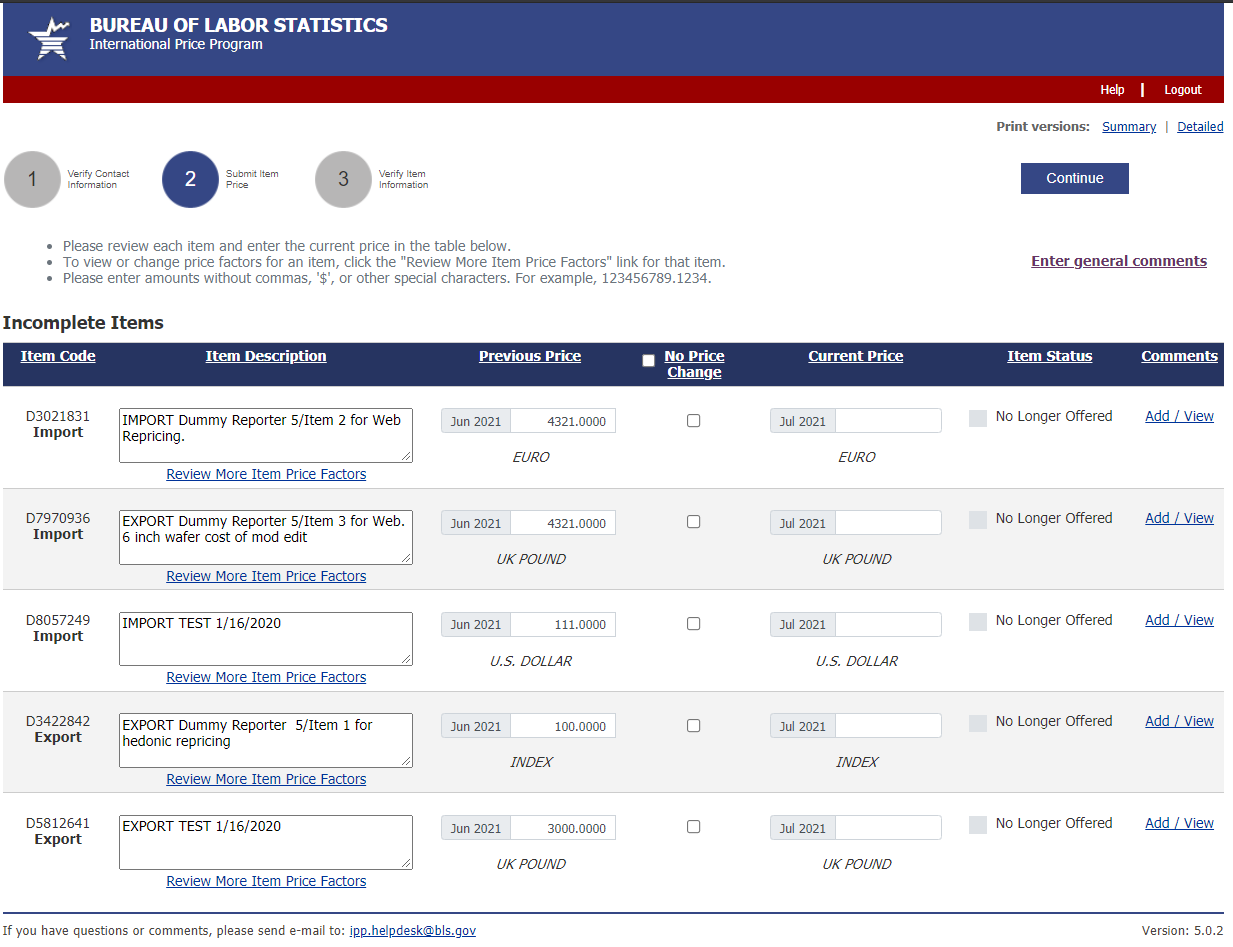 BUREAU OF LABOR STATISTICS
International Price Program
Help | Logout
Print versions: Summary | Detailed
1 Verify Contact Information
2 Submit Item Price
3 Verify Item Information
Continue
Please review each item and enter the current price in the table below.
To view or change price factors for an item, click the "Review More Item Price Factors" link for that item.
Please enter amounts without commas, '$', or other special characters. For example, 123456789.1234.
Enter general comments
Incomplete Items
Item Code Item Description Previous Price No Price Change Current Price Item Status Comments
D3021831
Import
IMPORT Dummy Reporter 5/Item 2 for Web
Repricing.
Review More Item Price Factors
Jun 2021 4321.0000
EURO
Jul 2021
EURO
No Longer Offered
Add / View
D7970936
Import
EXPORT Dummy Reporter 5/Item 3 for Web.
6 inch wafer cost of mod edit
Review More Item Price Factors
Jun 2021 4321.0000
UK POUND
Jul 2021
UK POUND
No Longer Offered
Add / View
D8057249
Import
IMPORT TEST 1/16/2020
Review More Item Price Factors
Jun 2021 111.0000
U.S. DOLLAR
Jul 2021
U.S. DOLLAR
No Longer Offered
Add / View
D3422842
Export
EXPORT Dummy Reporter  5/Item 1 for
hedonic repricing
Review More Item Price Factors
Jun 2021 100.0000
INDEX
Jul 2021
INDEX
No Longer Offered
Add / View
D5812641
Export
EXPORT TEST 1/16/2020
Review More Item Price Factors
Jun 2021 3000.0000
UK POUND
Jul 2021
UK POUND
No Longer Offered
Add / View
If you have questions or comments, please send e-mail to: ipp.helpdesk@bls.gov
Version: 5.0.2